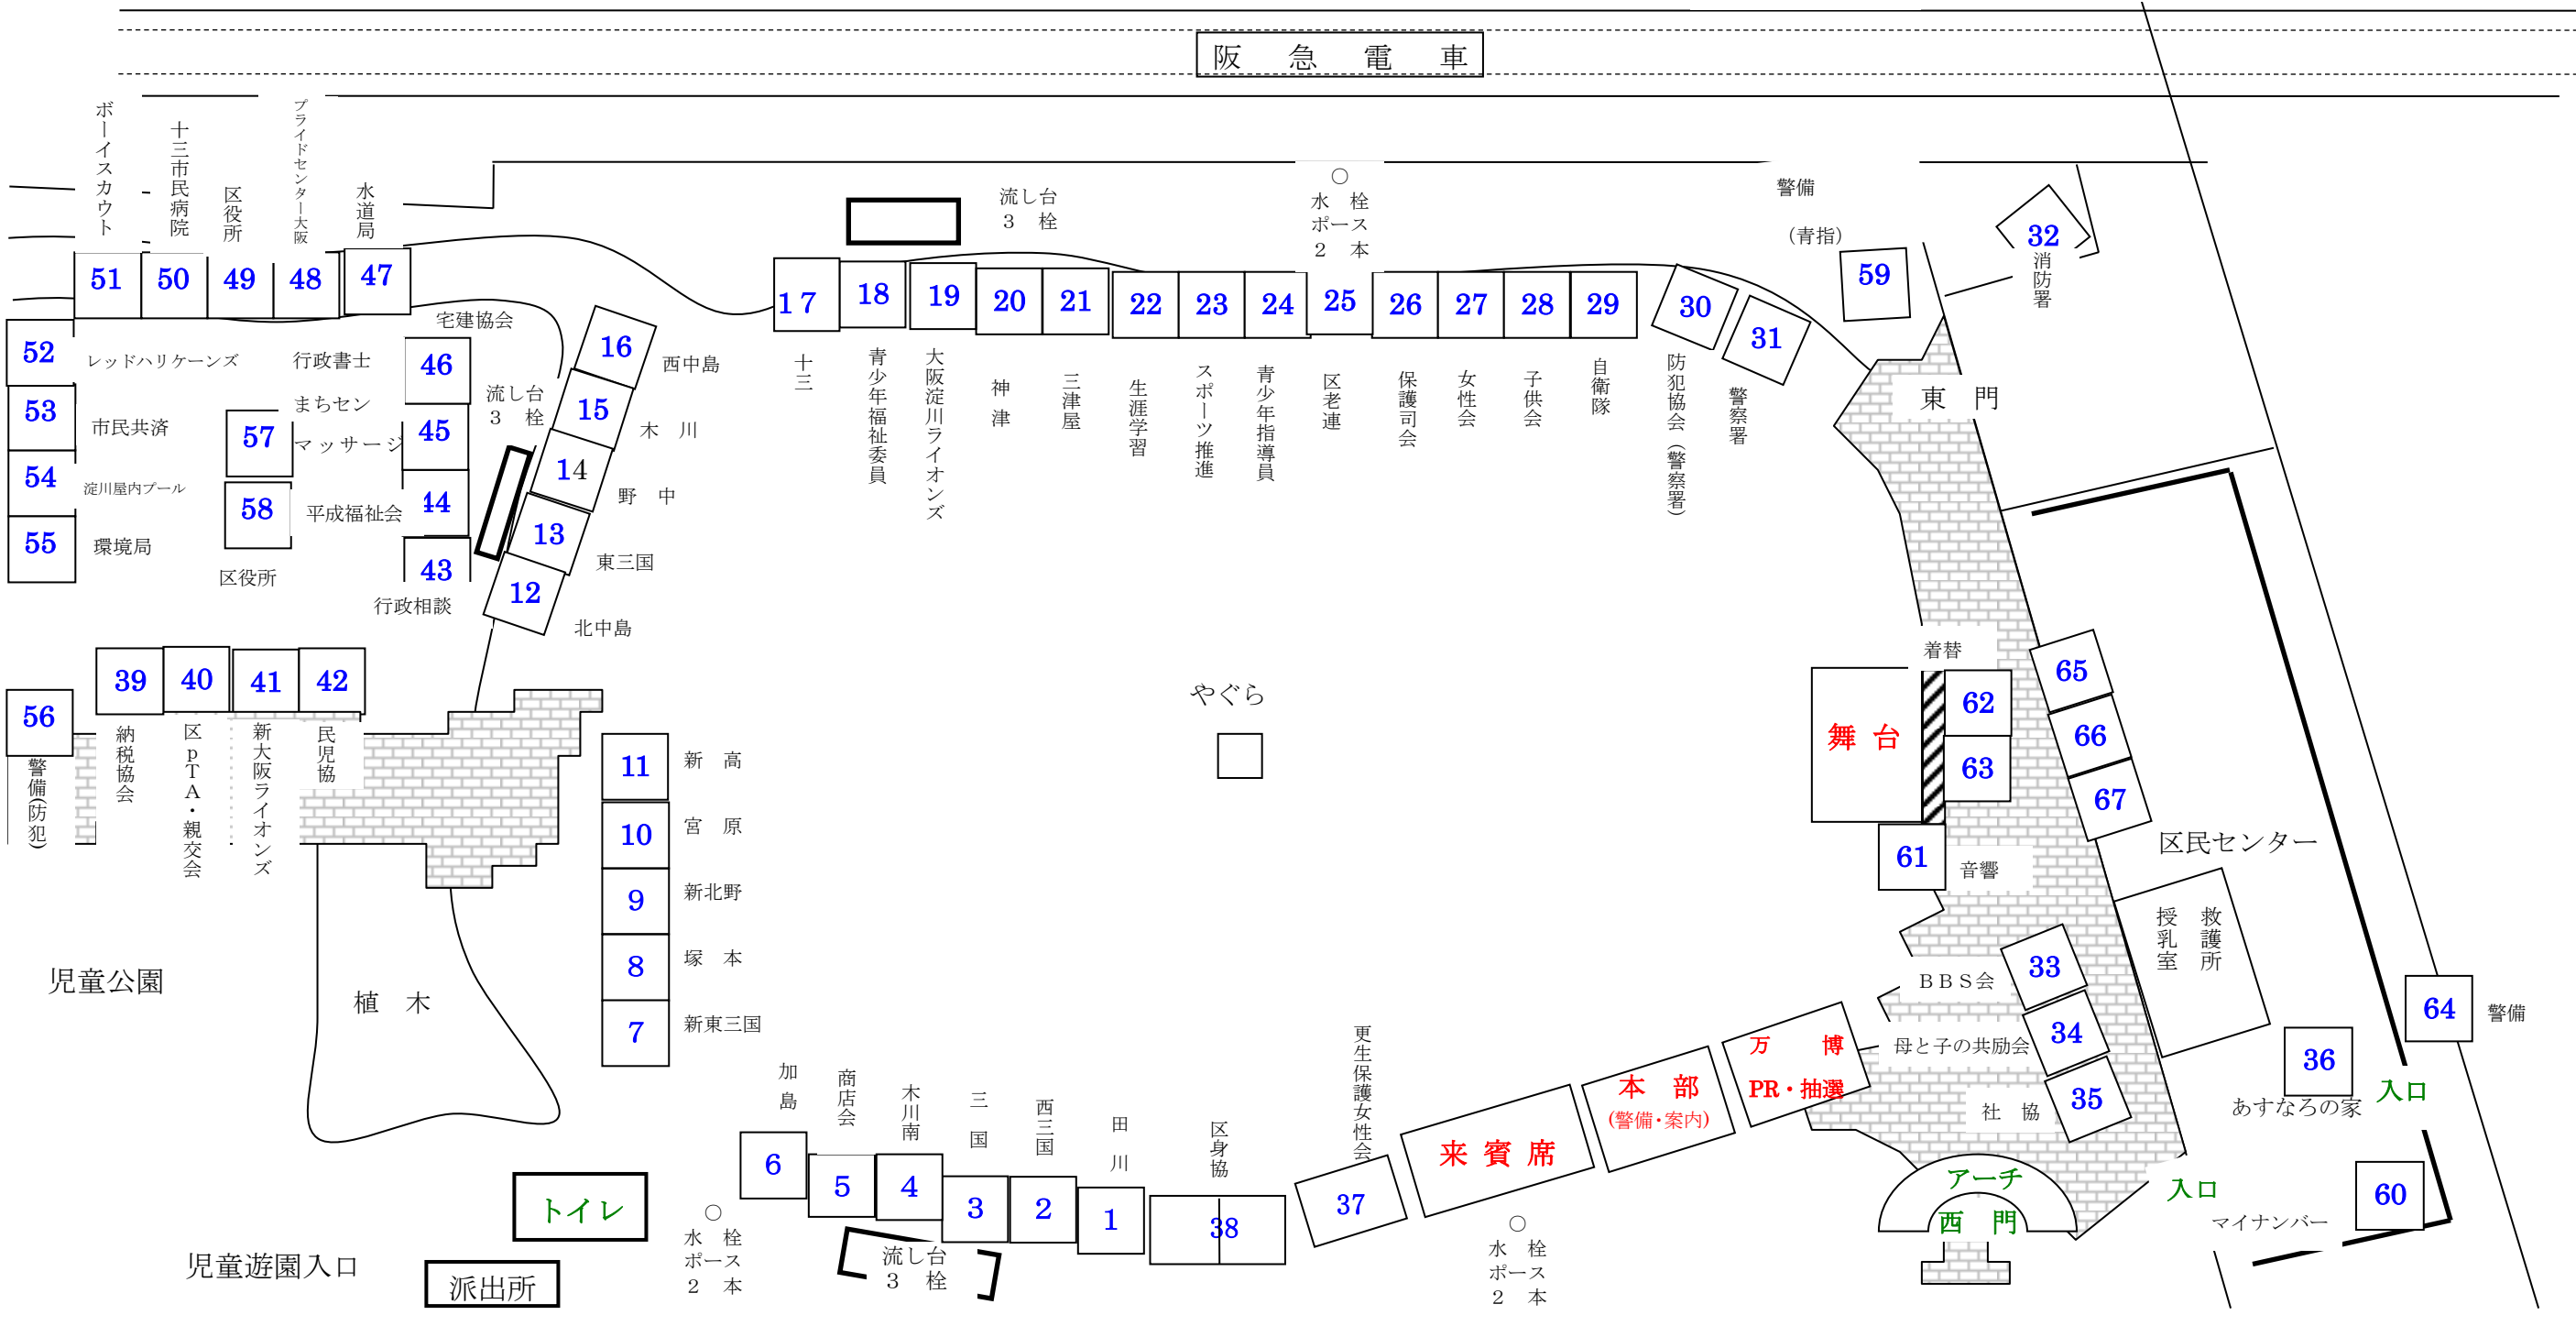 阪 急 電 車
ボーイスカウト
十三市民病院
区役所
プライドセンター大阪
水道局
51
50
49
48
47
流し台
３ 栓
○
水 栓
ポース
２ 本
警備
(青指)
59
32
消防署
17
18
19
20
21
22
23
24
25
26
27
28
29
30
31
十三
青少年福祉委員
大阪淀川ライオンズ
神 津
三津屋
生涯学習
スポーツ推進
青少年指導員
区老連
保護司会
女性会
子供会
自衛隊
防犯協会(警察署)
警察署
東 門
52
レッドハリケーンズ
53
市民共済
54
淀川屋内プール
55
環境局
宅建協会
行政書士
46
まちセン
57
マッサージ
45
58
平成福祉会
44
区役所
43
行政相談
流し台
３ 栓
16
西中島
15
木 川
14
野 中
13
東三国
12
北中島
39
40
41
42
56
警備(防犯)
納税協会
区pTA・親交会
新大阪ライオンズ
民児協
11
新 高
10
宮 原
9
新北野
8
塚 本
7
新東三国
やぐら
着替
舞 台
62
63
61
音響
65
66
67
区民センター
授乳室
救護所
児童公園
植 木
33
BBS会
34
母と子の共励会
35
社 協
64
警備
36
あすなろの家
入口
60
マイナンバー
入口
アーチ
西 門
万 博
PR・抽選
本 部
(警備・案内)
来 賓 席
更生保護女性会
37
区身協
38
田 川
1
西三国
2
三 国
3
木川南
4
商店会
5
加 島
6
流し台
３ 栓
○
水 栓
ポース
２ 本
○
水 栓
ポース
２ 本
トイレ
児童遊園入口
派出所